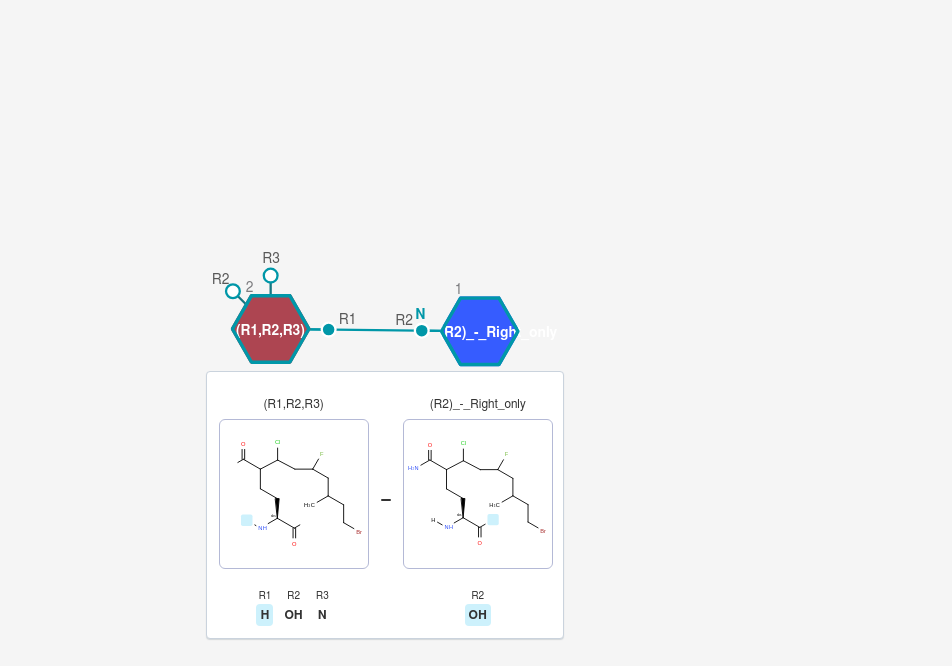 R3
R2
2
1
N
R1
R2
(R1,R2,R3)
R2)_-_Right_only
(R1,R2,R3)
(R2)_-_Right_only
O
Cl
F
H₃C
NH
O
Br
–
O
Cl
F
H₂N
H₃C
H
NH
O
Br
R1
R2
R3
R2
H
OH
N
OH